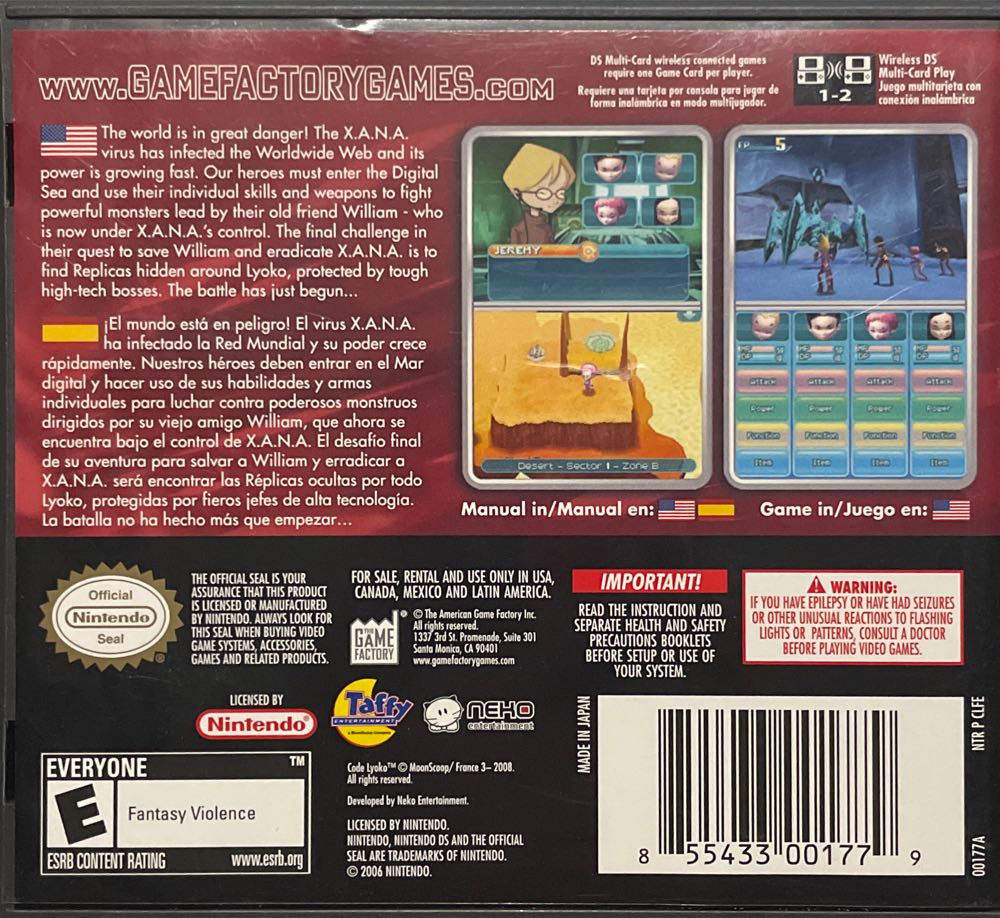 www.GAMEFACTORYGAMES.com
DS Multi-Card wireless connected games
require one Game Card per player.
Requiere una tarjeta por consola para jugar de
forma inalámbrica en modo multijugador.
1-2
Wireless DS
Multi-Card Play
Juego multitarjeta con
conexión inalámbrica
The world is in great danger! The X.A.N.A.
virus has infected the Worldwide Web and its
power is growing fast. Our heroes must enter the Digital
Sea and use their individual skills and weapons to fight
powerful monsters lead by their old friend William - who
is now under X.A.N.A.'s control. The final challenge in
their quest to save William and eradicate X.A.N.A. is to
find Replicas hidden around Lyoko, protected by tough
high-tech bosses. The battle has just begun...
¡El mundo está en peligro! El virus X.A.N.A.
ha infectado la Red Mundial y su poder crece
rápidamente. Nuestros héroes deben entrar en el Mar
digital y hacer uso de sus habilidades y armas
individuales para luchar contra poderosos monstruos
dirigidos por su viejo amigo William, que ahora se
encuentra bajo el control de X.A.N.A. El desafío final
de su aventura para salvar a William y erradicar a
X.A.N.A. será encontrar las Réplicas ocultas por todo
Lyoko, protegidas por fieros jefes de alta tecnología.
La batalla no ha hecho más que empezar...
JEREMY
Desert - Sector 1 - Zone B
5
Attack Attack Attack Attack
Power Power Power Power
Function Function Function Function
Item Item Item Item
Manual in/Manual en:
Game in/Juego en:
Official
Nintendo
Seal
THE OFFICIAL SEAL IS YOUR
ASSURANCE THAT THIS PRODUCT
IS LICENSED OR MANUFACTURED
BY NINTENDO. ALWAYS LOOK FOR
THIS SEAL WHEN BUYING VIDEO
GAME SYSTEMS, ACCESSORIES,
GAMES AND RELATED PRODUCTS.
FOR SALE, RENTAL AND USE ONLY IN USA,
CANADA, MEXICO AND LATIN AMERICA.
THE
GAME
FACTORY
®
© The American Game Factory Inc.
All rights reserved.
1337 3rd St. Promenade, Suite 301
Santa Monica, CA 90401
www.gamefactorygames.com
IMPORTANT!
READ THE INSTRUCTION AND
SEPARATE HEALTH AND SAFETY
PRECAUTIONS BOOKLETS
BEFORE SETUP OR USE OF
YOUR SYSTEM.
WARNING:
IF YOU HAVE EPILEPSY OR HAVE HAD SEIZURES
OR OTHER UNUSUAL REACTIONS TO FLASHING
LIGHTS OR PATTERNS, CONSULT A DOCTOR
BEFORE PLAYING VIDEO GAMES.
LICENSED BY
Nintendo®
Taffy
ENTERTAINMENT
a MoonScoop Company
NEKO
entertainment
EVERYONE
TM
E
Fantasy Violence
ESRB CONTENT RATING
www.esrb.org
Code Lyoko™ © MoonScoop/ France 3– 2008.
All rights reserved.
Developed by Neko Entertainment.
LICENSED BY NINTENDO.
NINTENDO, NINTENDO DS AND THE OFFICIAL
SEAL ARE TRADEMARKS OF NINTENDO.
© 2006 NINTENDO.
MADE IN JAPAN
8 55433 00177 9
NTR P CLFE
00177A